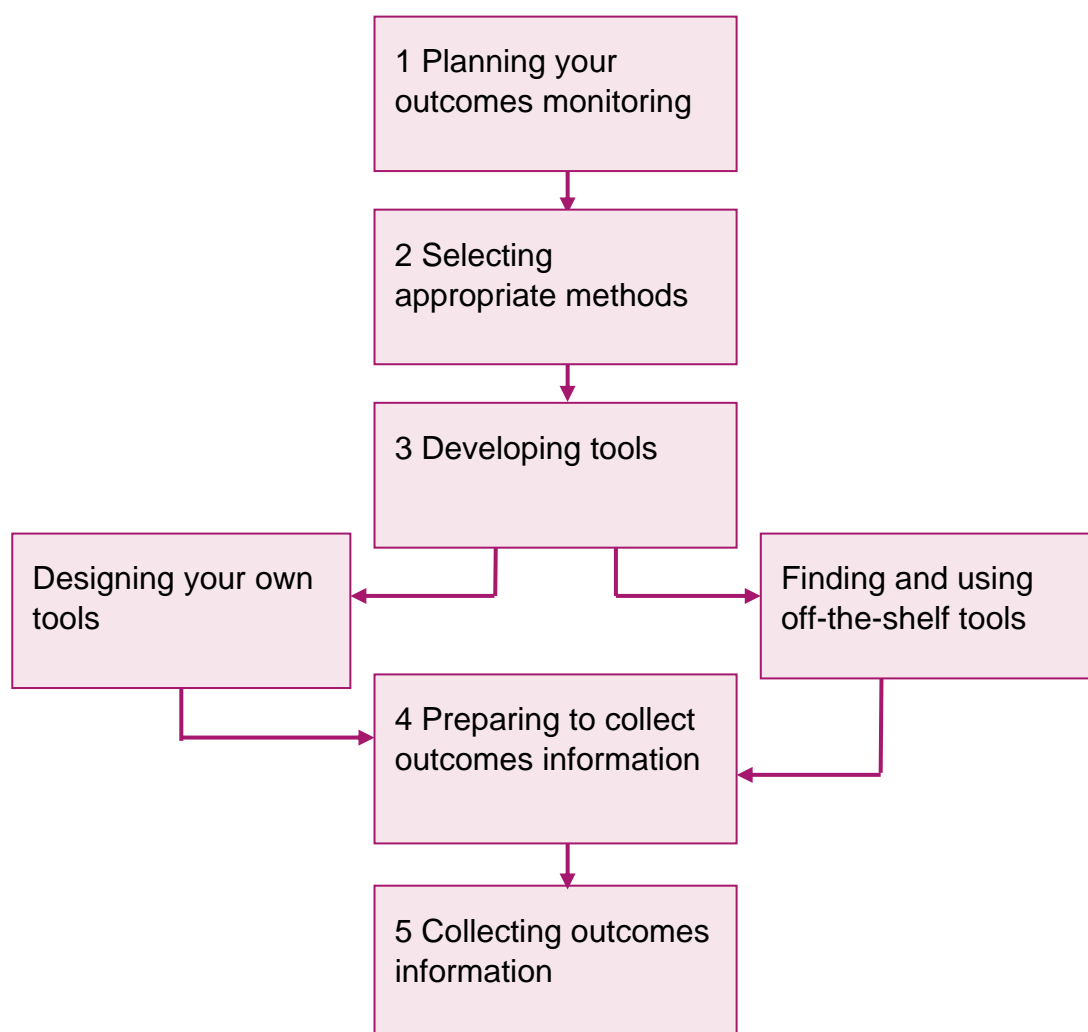 1 Planning your
outcomes monitoring
2 Selecting
appropriate methods
3 Developing tools
Designing your own
tools
Finding and using
off-the-shelf tools
4 Preparing to collect
outcomes information
5 Collecting outcomes
information